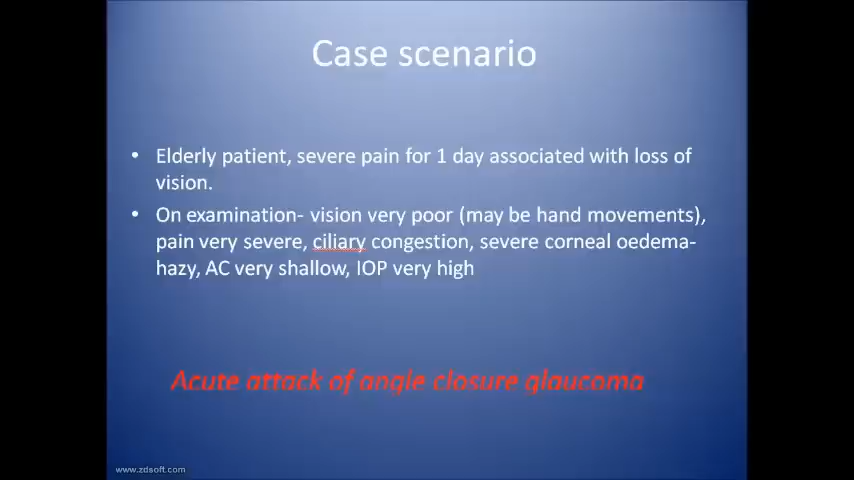 Case scenario
• Elderly patient, severe pain for 1 day associated with loss of
vision.
• On examination- vision very poor (may be hand movements),
pain very severe, ciliary congestion, severe corneal oedema-
hazy, AC very shallow, IOP very high
Acute attack of angle closure glaucoma
www.zdsoft.com